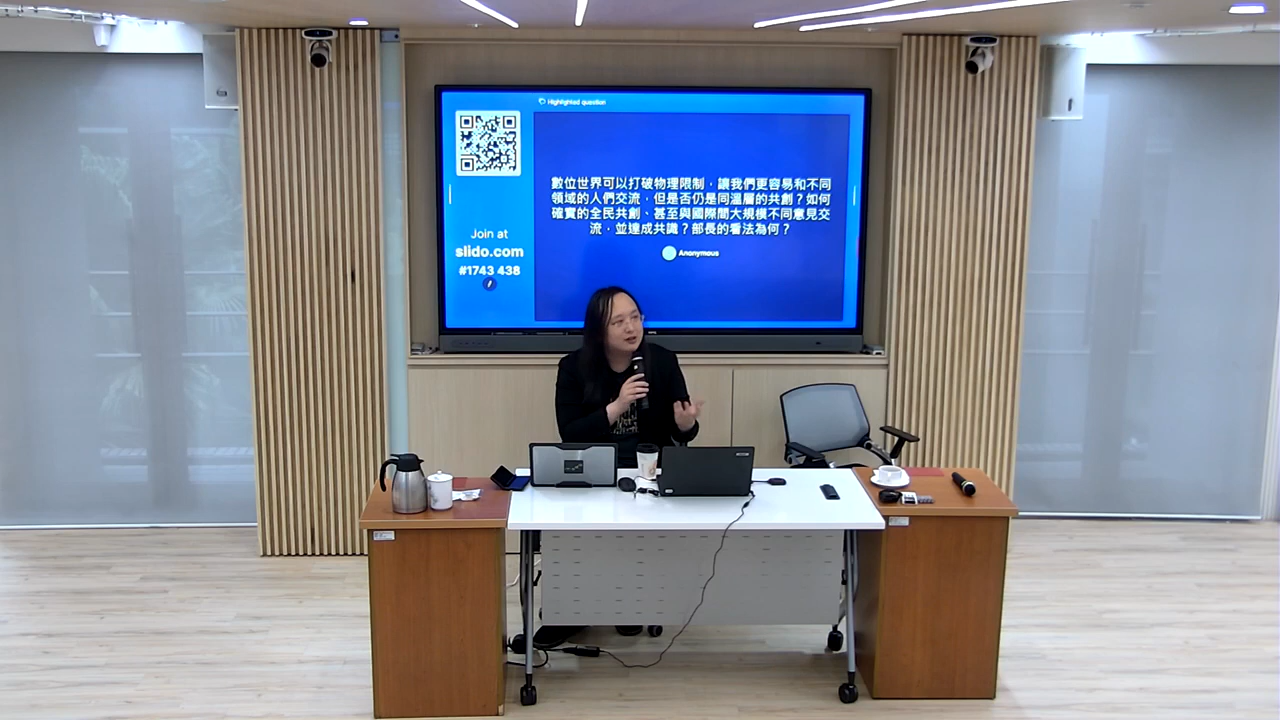 Highlighted question
數位世界可以打破物理限制，讓我們更容易和不同
領域的人們交流，但是否仍是同溫層的共創？如何
確實的全民共創、甚至與國際間大規模不同意見交
流，並達成共識？部長的看法為何？
Anonymous
Join at
slido.com
#1743 438